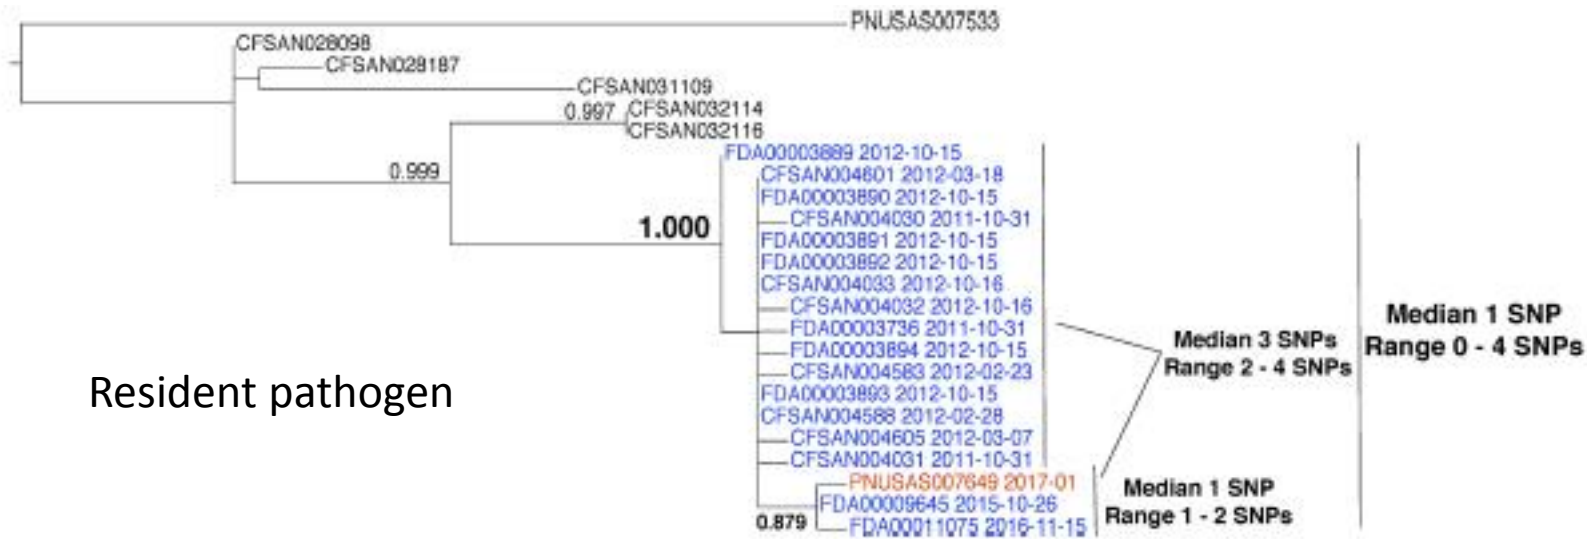 PNUSAS007533
CFSAN028098
CFSAN028187
CFSAN031109
0.997 CFSAN032114
CFSAN032116
FDA00003889 2012-10-15
0.999
CFSAN004601 2012-03-18
FDA00003890 2012-10-15
1.000
CFSAN004030 2011-10-31
FDA00003891 2012-10-15
FDA00003892 2012-10-15
CFSAN004033 2012-10-16
CFSAN004032 2012-10-16
FDA00003736 2011-10-31
FDA00003894 2012-10-15
CFSAN004583 2012-02-23
FDA00003893 2012-10-15
CFSAN004588 2012-02-28
CFSAN004605 2012-03-07
CFSAN004031 2011-10-31
PNUSAS007649 2017-01
FDA00009645 2015-10-26
0.879
FDA00011075 2016-11-15
Median 3 SNPs
Range 2 - 4 SNPs
Median 1 SNP
Range 0 - 4 SNPs
Median 1 SNP
Range 1 - 2 SNPs
Resident pathogen